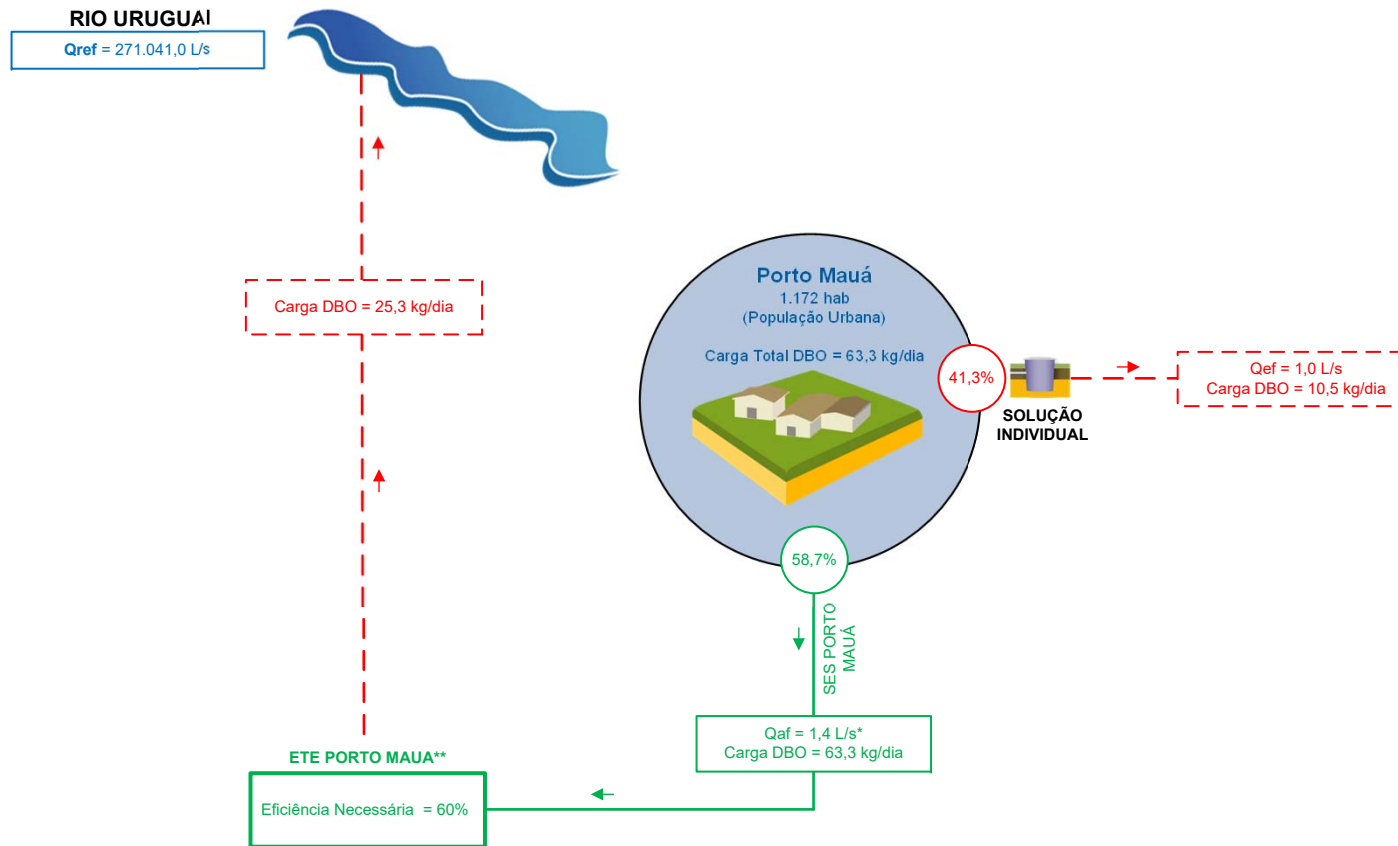 RIO URUGUAI
Qref = 271.041,0 L/s
Carga DBO = 25,3 kg/dia
Porto Mauá
1.172 hab
(População Urbana)
Carga Total DBO = 63,3 kg/dia
41,3%
SOLUÇÃO
INDIVIDUAL
Qef = 1,0 L/s
Carga DBO = 10,5 kg/dia
58,7%
SES PORTO
MAUÁ
Qaf = 1,4 L/s*
Carga DBO = 63,3 kg/dia
ETE PORTO MAUA**
Eficiência Necessária = 60%